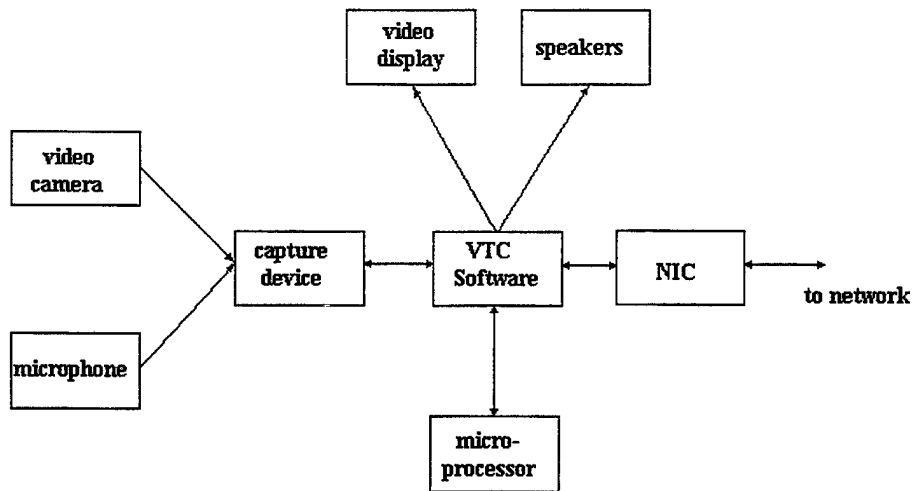 video
display
speakers
video
camera
capture
device
VTC
Software
NIC
to network
microphone
micro-
processor